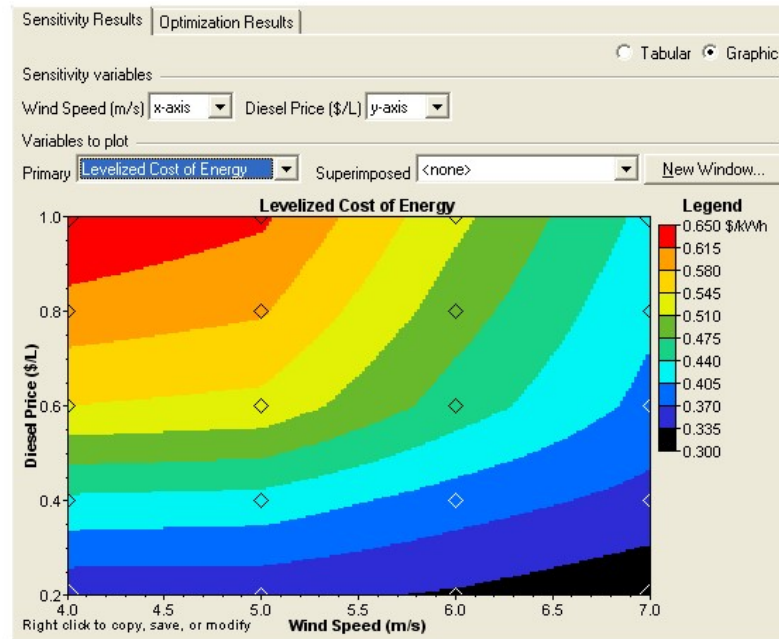 Sensitivity Results Optimization Results
Tabular Graphic
Sensitivity variables
Wind Speed (m/s) x-axis Diesel Price ($/L) y-axis
Variables to plot
Primary Levelized Cost of Energy Superimposed <none> New Window...
Levelized Cost of Energy
Legend
1.0
0.8
0.6
0.4
0.2
Diesel Price ($/L)
4.0 4.5 5.0 5.5 6.0 6.5 7.0
Wind Speed (m/s)
0.650 $/kWh
0.615
0.580
0.545
0.510
0.475
0.440
0.405
0.370
0.335
0.300
Right click to copy, save, or modify